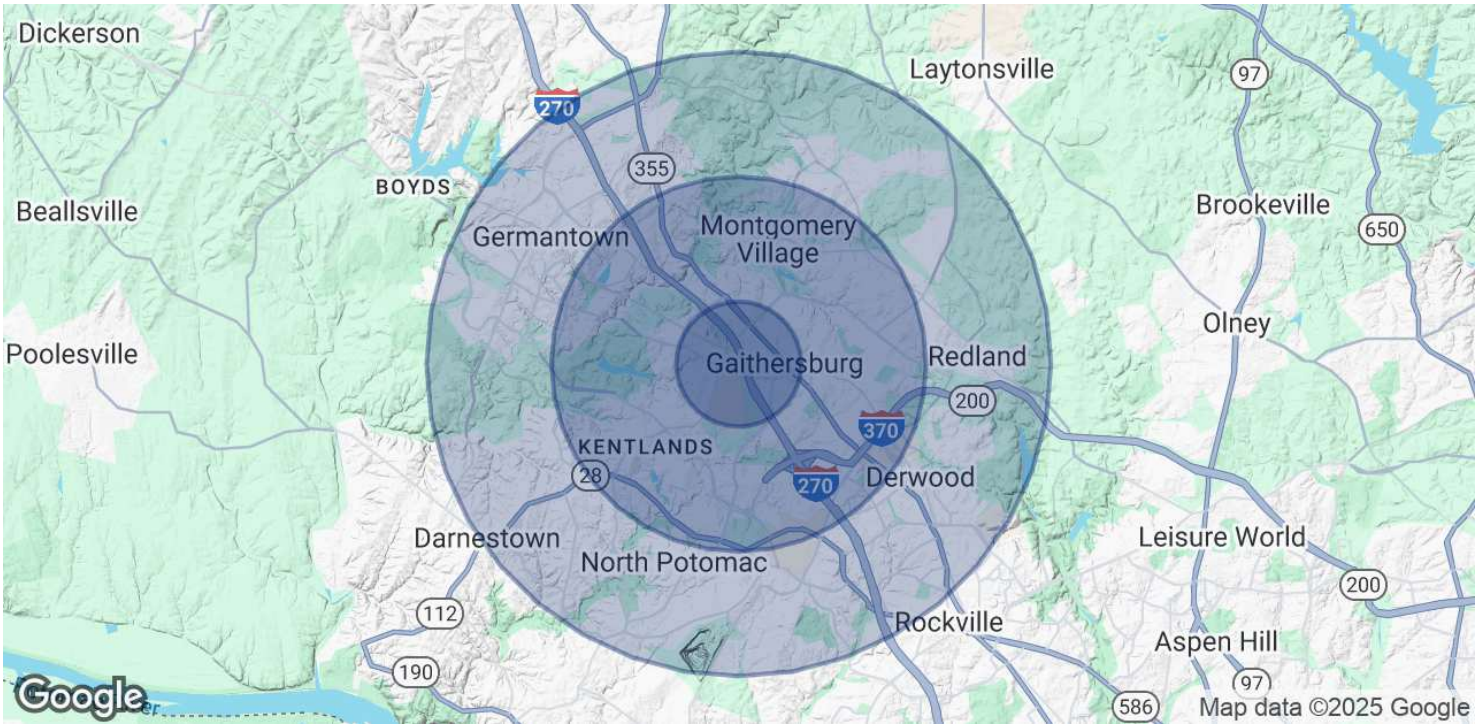 Dickerson
Laytonsville
97
270
355
BOYDS
Beallsville
Brookeville
Montgomery
Village
650
Germantown
Olney
Poolesville
Gaithersburg
Redland
200
370
KENTLANDS
28
270
Derwood
Darnestown
Leisure World
North Potomac
200
112
Rockville
Aspen Hill
190
97
Google
586
Map data ©2025 Google